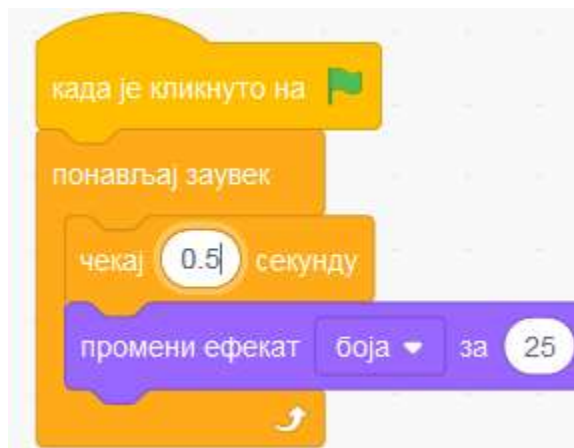 када је кликнуто на
понављај заувек
чекај 0.5 секунду
промени ефекат боја за 25